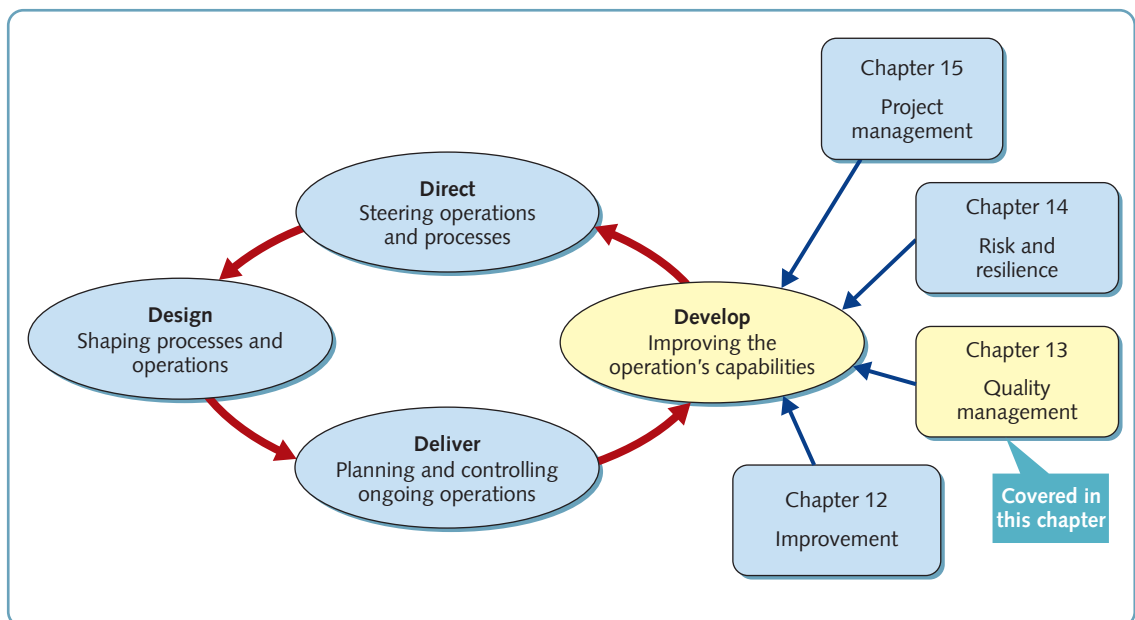 Chapter 15
Project
management
Direct
Steering operations
and processes
Chapter 14
Risk and
resilience
Design
Shaping processes and
operations
Develop
Improving the
operation's capabilities
Chapter 13
Quality
management
Deliver
Planning and controlling
ongoing operations
Chapter 12
Improvement
Covered in
this chapter